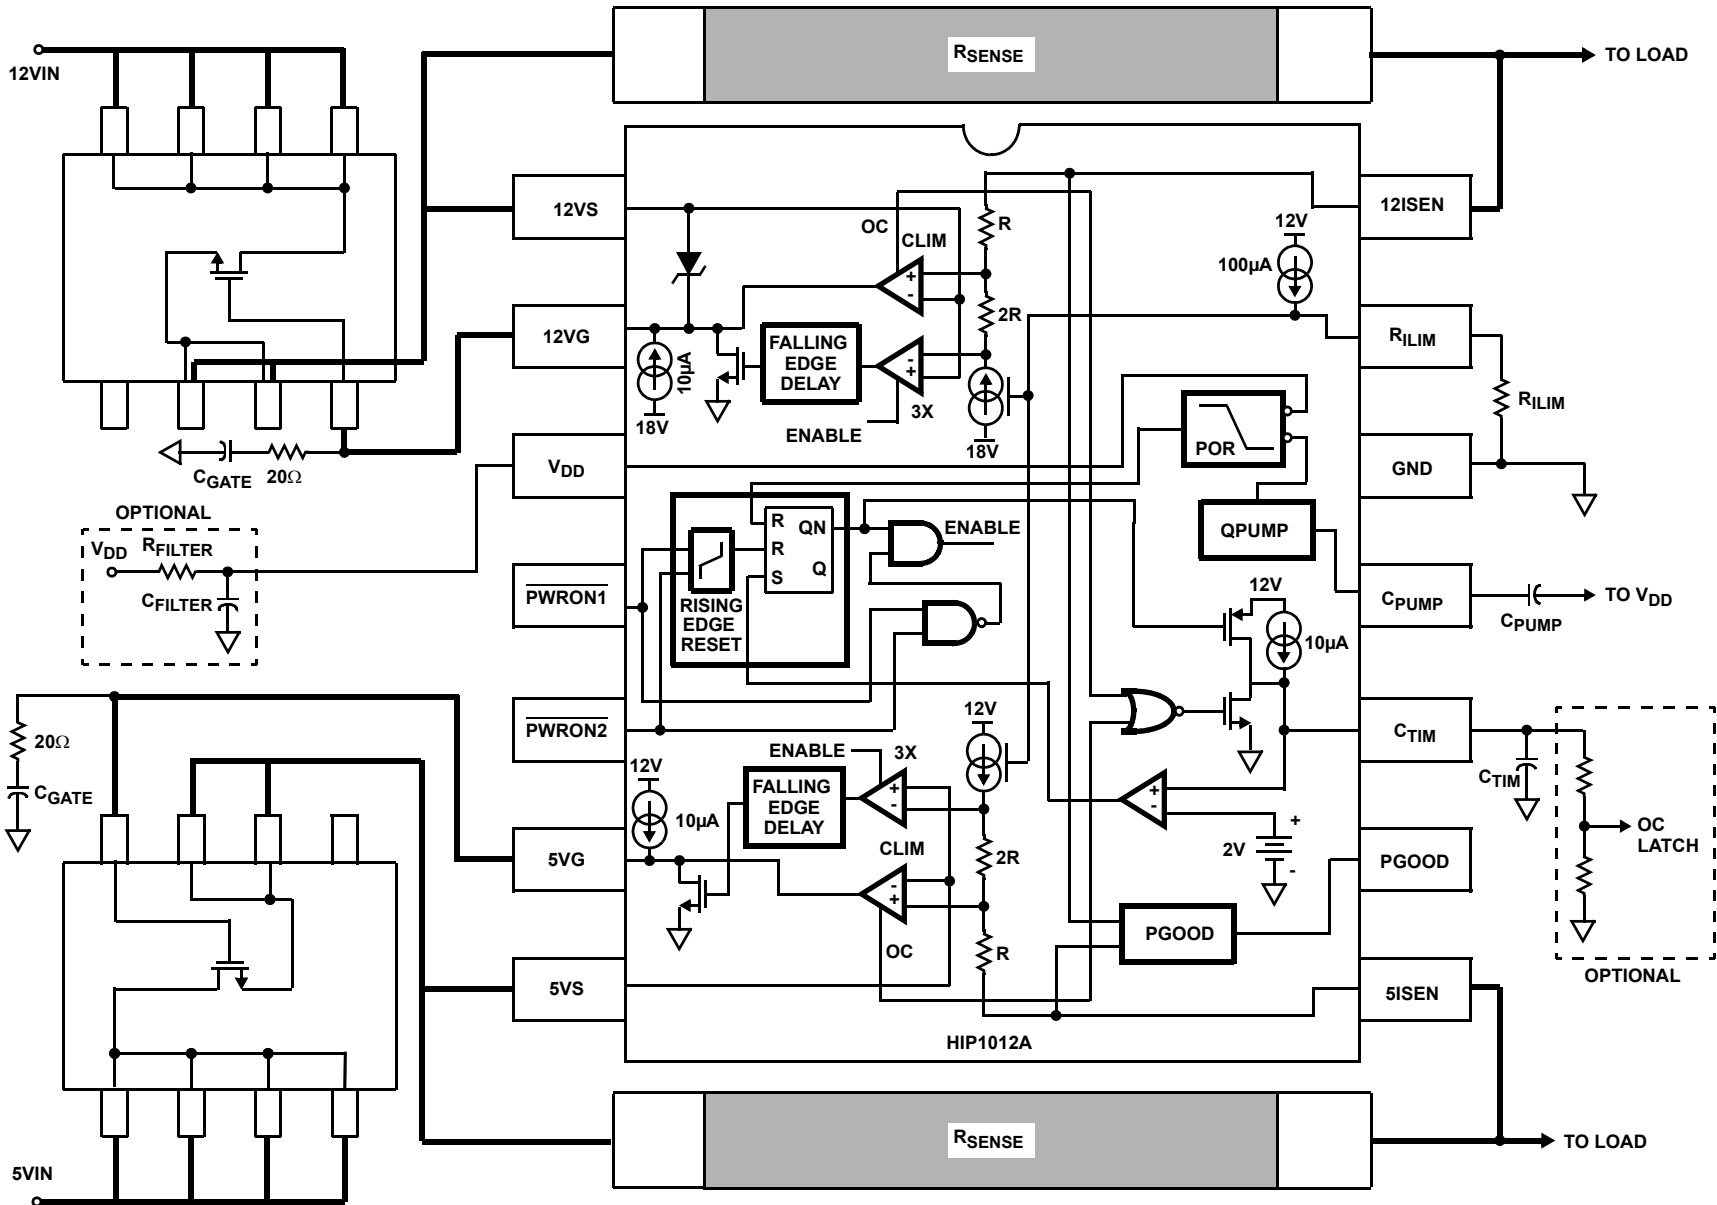 12VIN
RSENSE
TO LOAD
12VS
OC
CLIM
+
-
R
12V
100µA
12ISEN
2R
12VG
10µA
18V
FALLING
EDGE
DELAY
-
+
3X
ENABLE
18V
RILIM
RILIM
CGATE
20Ω
VDD
POR
GND
OPTIONAL
VDD
RFILTER
CFILTER
R
R
S
QN
Q
ENABLE
QPUMP
PWRON1
RISING
EDGE
RESET
12V
10µA
CPUMP
CPUMP
TO VDD
20Ω
CGATE
PWRON2
12V
ENABLE
3X
12V
10µA
FALLING
EDGE
DELAY
+
-
2R
+
-
2V
+
-
CTIM
CTIM
OC
LATCH
OPTIONAL
5VG
CLIM
-
+
OC
R
PGOOD
PGOOD
5VS
5ISEN
HIP1012A
5VIN
RSENSE
TO LOAD